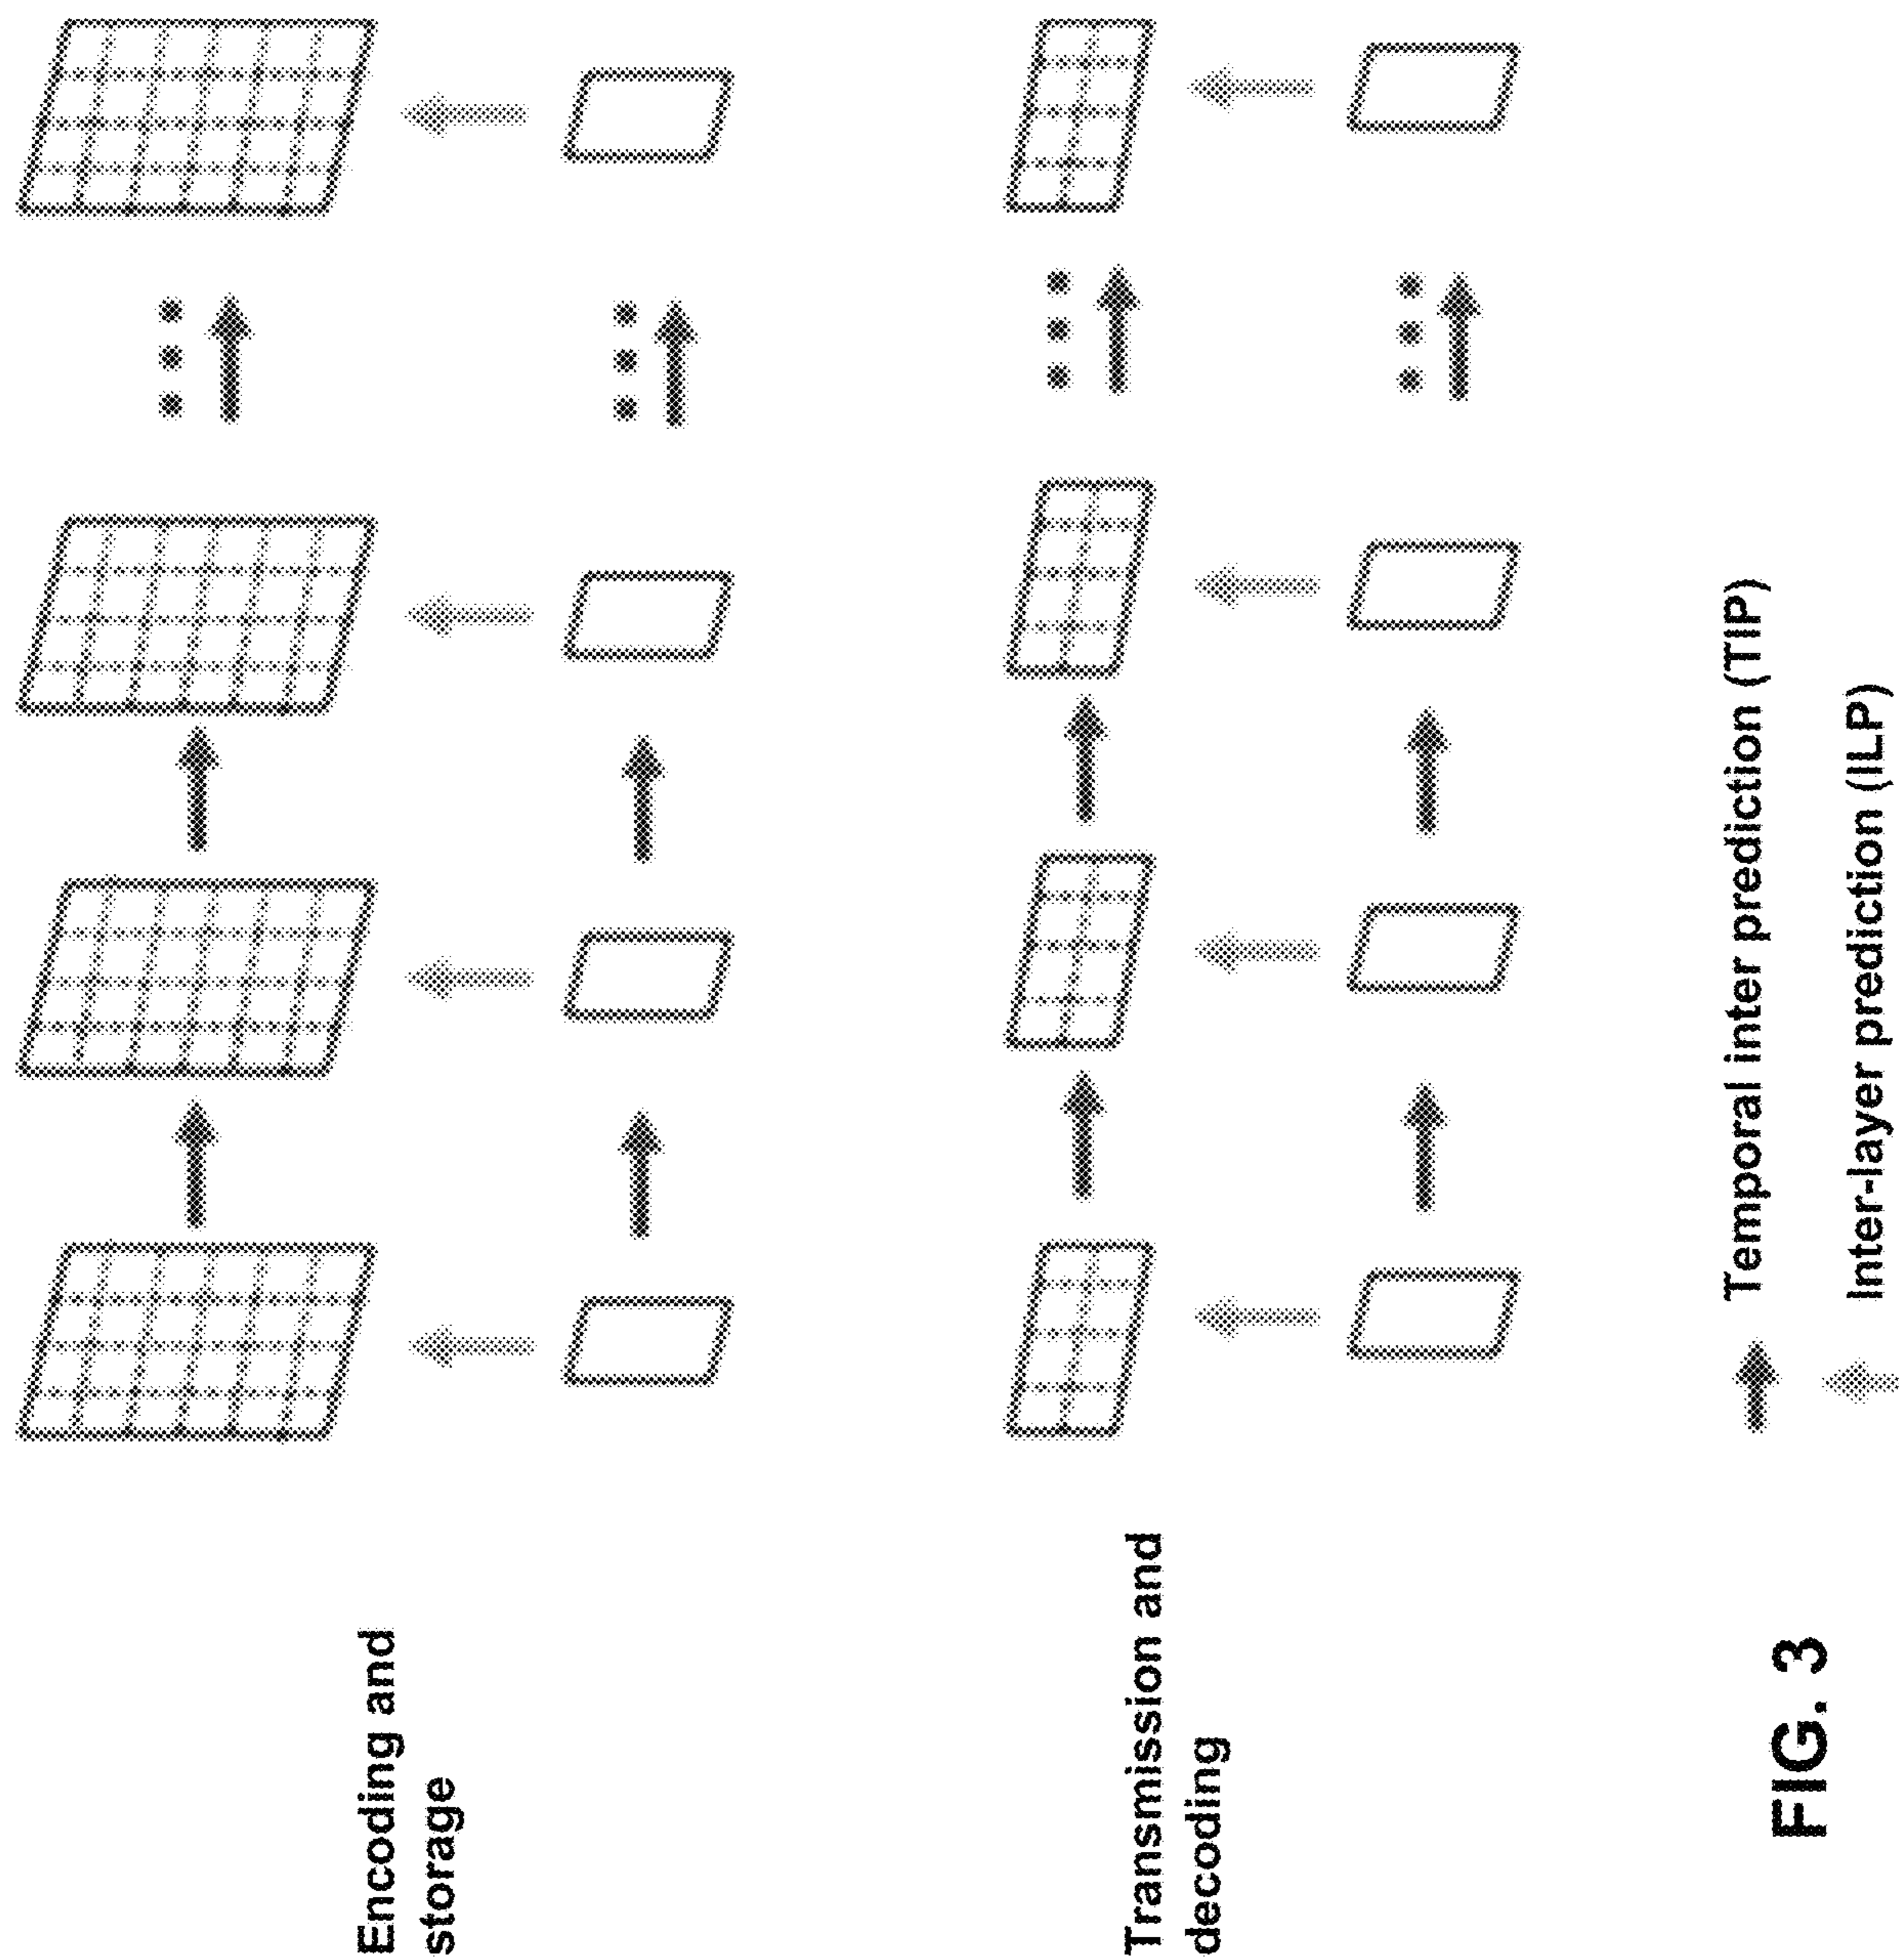 Encoding and
storage
Transmission and
decoding
Temporal inter prediction (TIP)
Inter-layer prediction (ILP)
FIG. 3